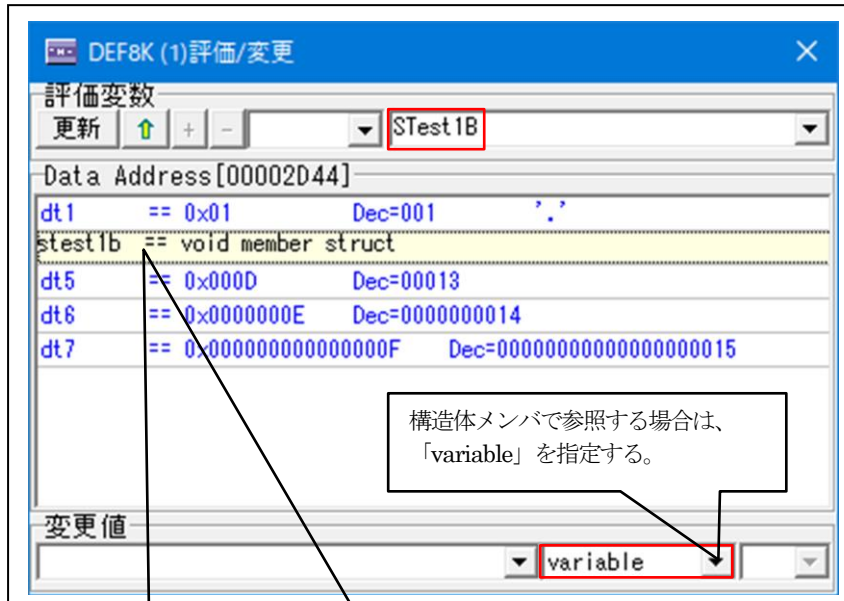 DEF8K (1)評価/変更
評価変数
更新 + - STest1B
Data Address[00002D44]
dt1 == 0x01 Dec=001 '.'
stest1b == void member struct
dt5 == 0x000D Dec=00013
dt6 == 0x0000000E Dec=0000000014
dt7 == 0x000000000000000F Dec=00000000000000000015
構造体メンバで参照する場合は、
「variable」を指定する。
変更値
variable